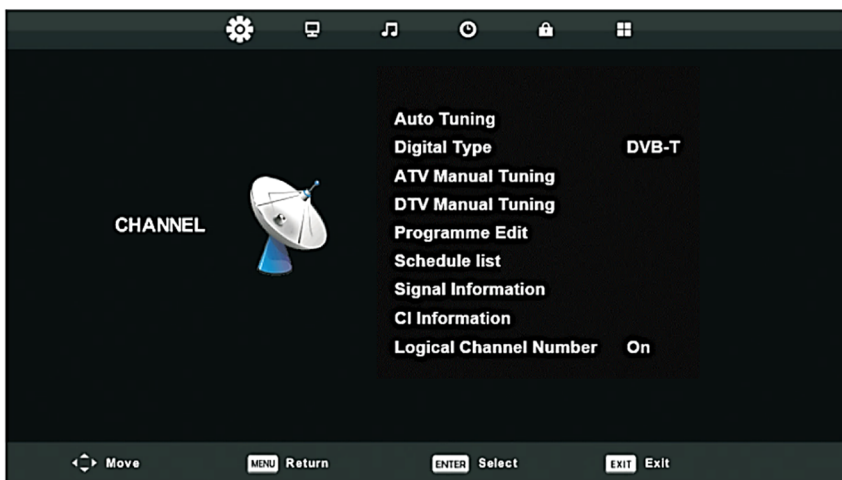 CHANNEL
Auto Tuning
Digital Type DVB-T
ATV Manual Tuning
DTV Manual Tuning
Programme Edit
Schedule list
Signal Information
CI Information
Logical Channel Number On
Move MENU Return ENTER Select EXIT Exit